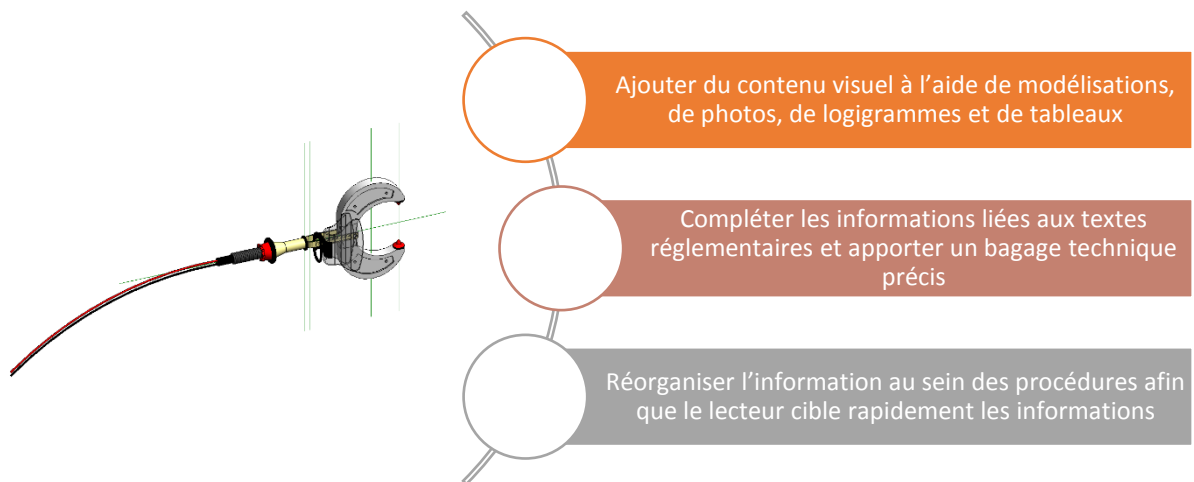 Ajouter du contenu visuel à l’aide de modélisations,
de photos, de logigrammes et de tableaux
Compléter les informations liées aux textes
réglementaires et apporter un bagage technique
précis
Réorganiser l’information au sein des procédures afin
que le lecteur cible rapidement les informations